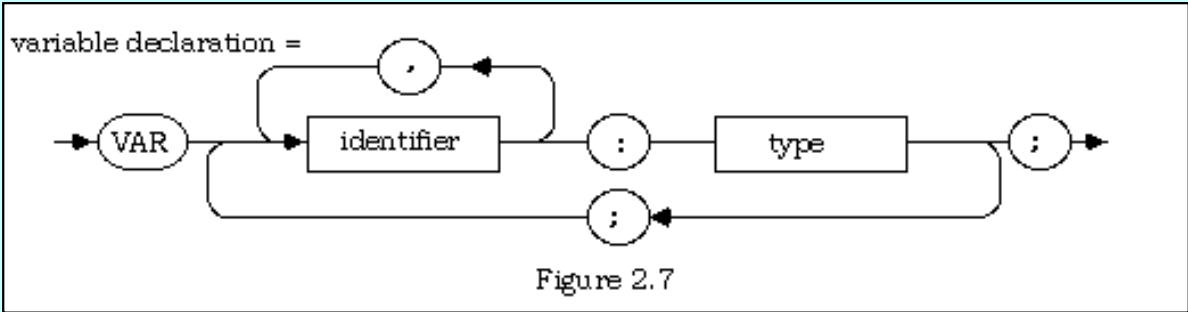 variable declaration =
,
VAR identifier : type ;
;
Figure 2.7